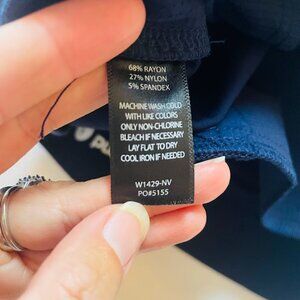 68% RAYON
27% NYLON
5% SPANDEX
MACHINE WASH COLD
WITH LIKE COLORS
ONLY NON-CHLORINE
BLEACH IF NECESSARY
LAY FLAT TO DRY
COOL IRON IF NEEDED
W1429-NV
PO#5155